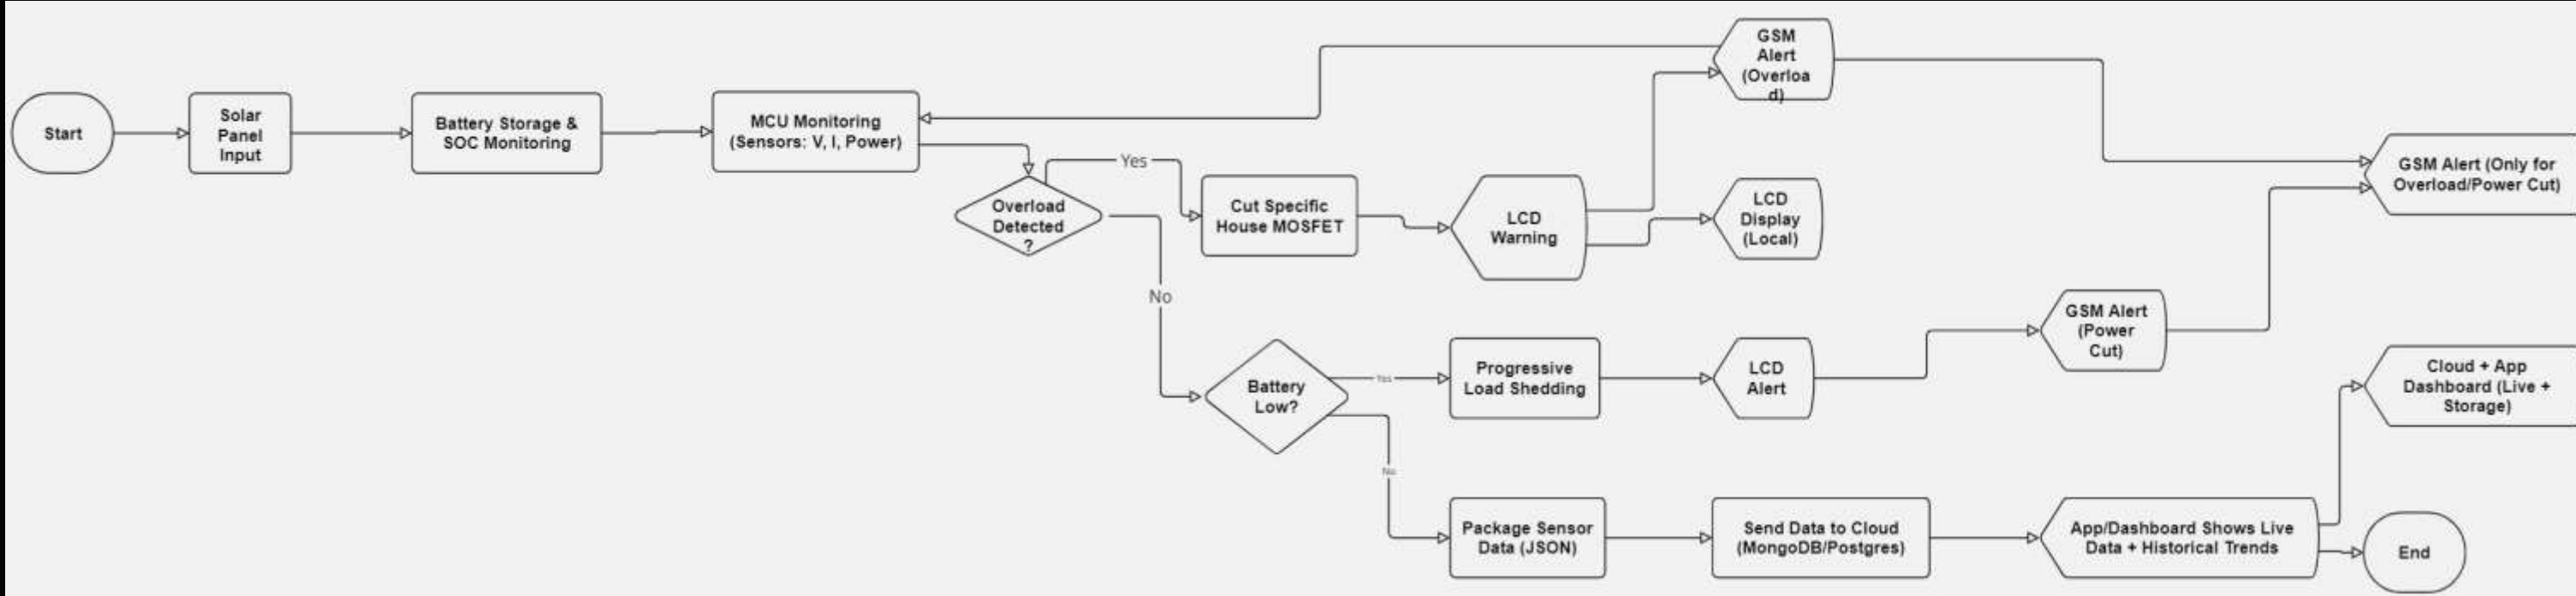 Start
Solar
Panel
Input
Battery Storage &
SOC Monitoring
MCU Monitoring
(Sensors: V, I, Power)
Overload
Detected
?
Yes
No
Cut Specific
House MOSFET
LCD
Warning
GSM
Alert
(Overloa
d)
LCD
Display
(Local)
GSM Alert (Only for
Overload/Power Cut)
Battery
Low?
Yes
No
Progressive
Load Shedding
LCD
Alert
GSM Alert
(Power
Cut)
Cloud + App
Dashboard (Live +
Storage)
Package Sensor
Data (JSON)
Send Data to Cloud
(MongoDB/Postgres)
App/Dashboard Shows Live
Data + Historical Trends
End